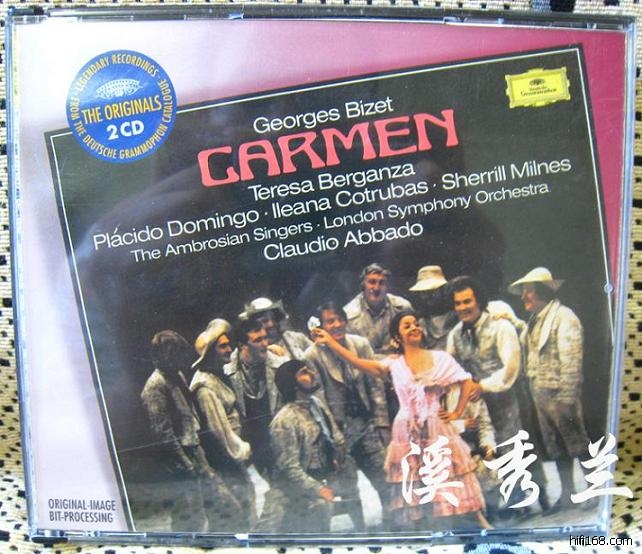 THE ORIGINALS
2 CD
LEGENDARY RECORDINGS
FROM THE DEUTSCHE GRAMMOPHON CATALOGUE
Deutsche
Grammophon
Georges Bizet
CARMEN
Teresa Berganza
Plácido Domingo · Ileana Cotrubas · Sherrill Milnes
The Ambrosian Singers · London Symphony Orchestra
Claudio Abbado
溪秀兰
ORIGINAL-IMAGE
BIT-PROCESSING
hifi168.com